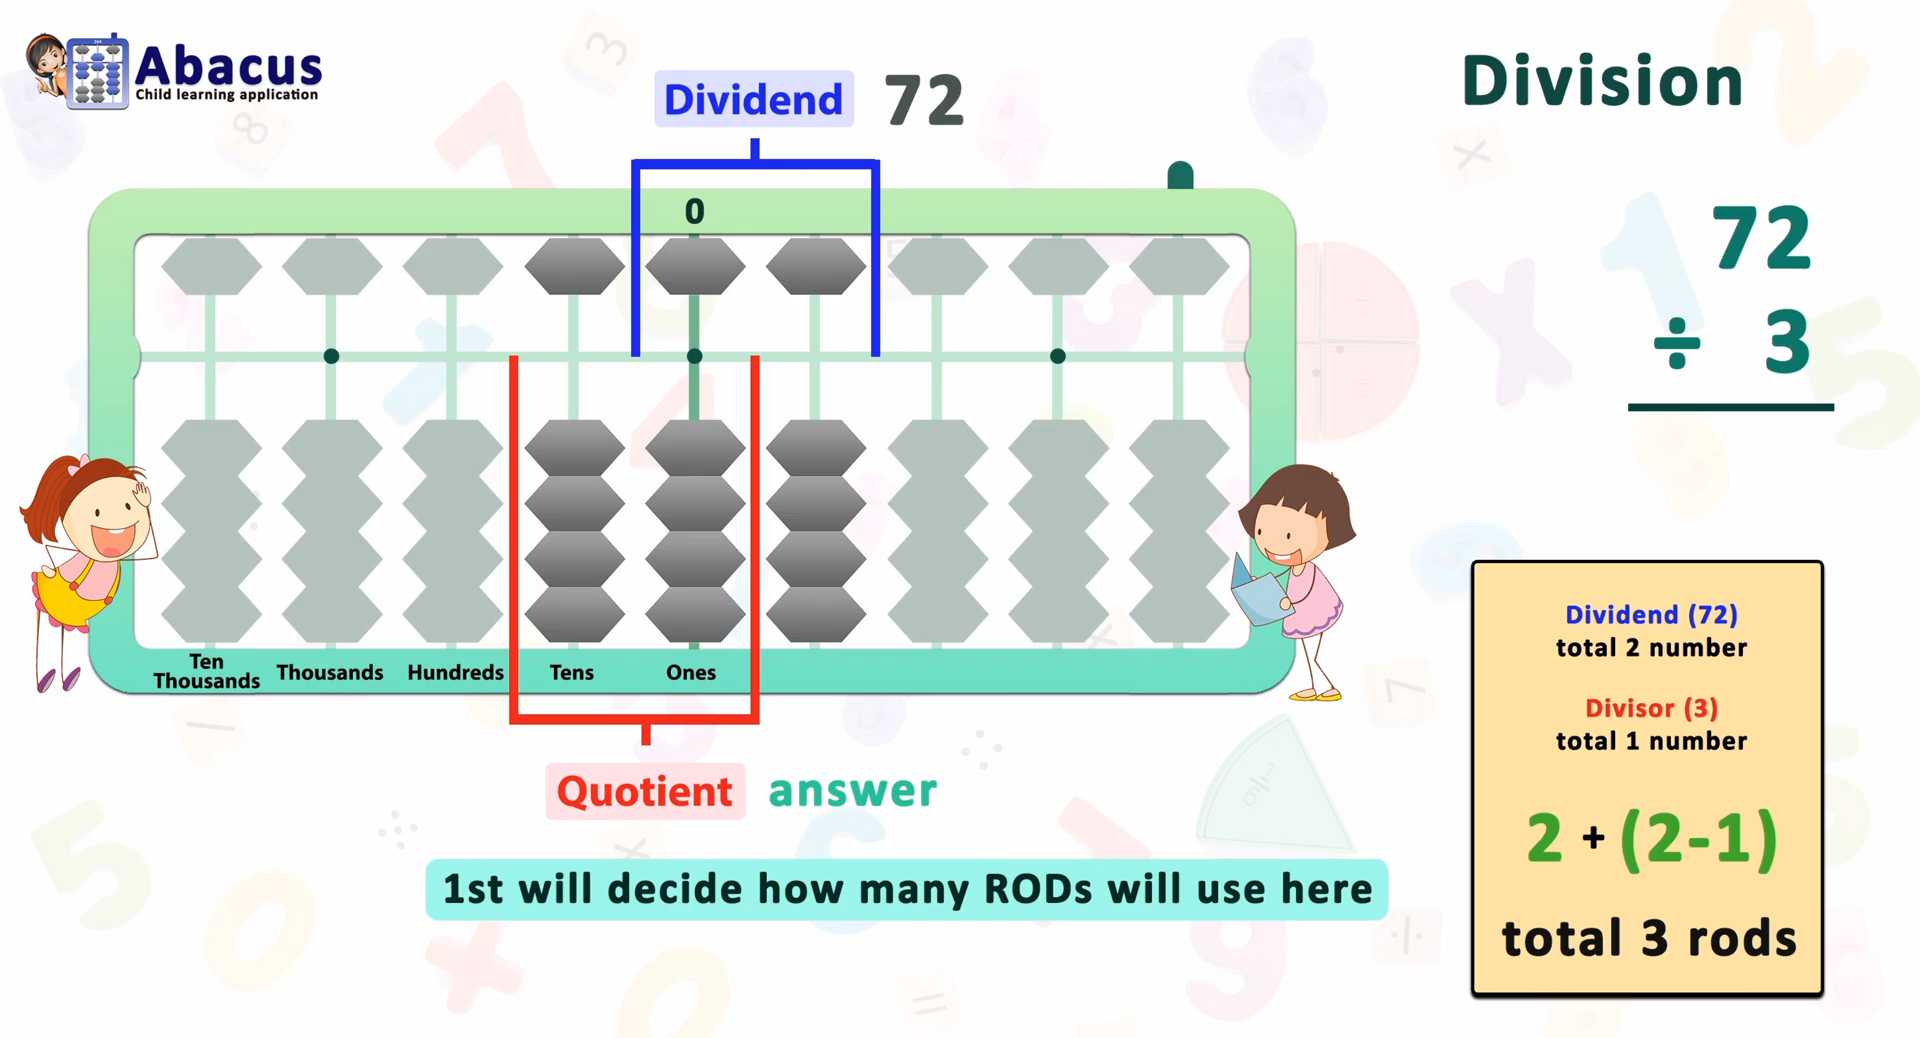 Abacus
Child learning application
Dividend 72
Division
0
72
÷ 3
Ten
Thousands
Thousands
Hundreds
Tens
Ones
Quotient answer
1st will decide how many RODs will use here
Dividend (72)
total 2 number
Divisor (3)
total 1 number
2 + (2-1)
total 3 rods